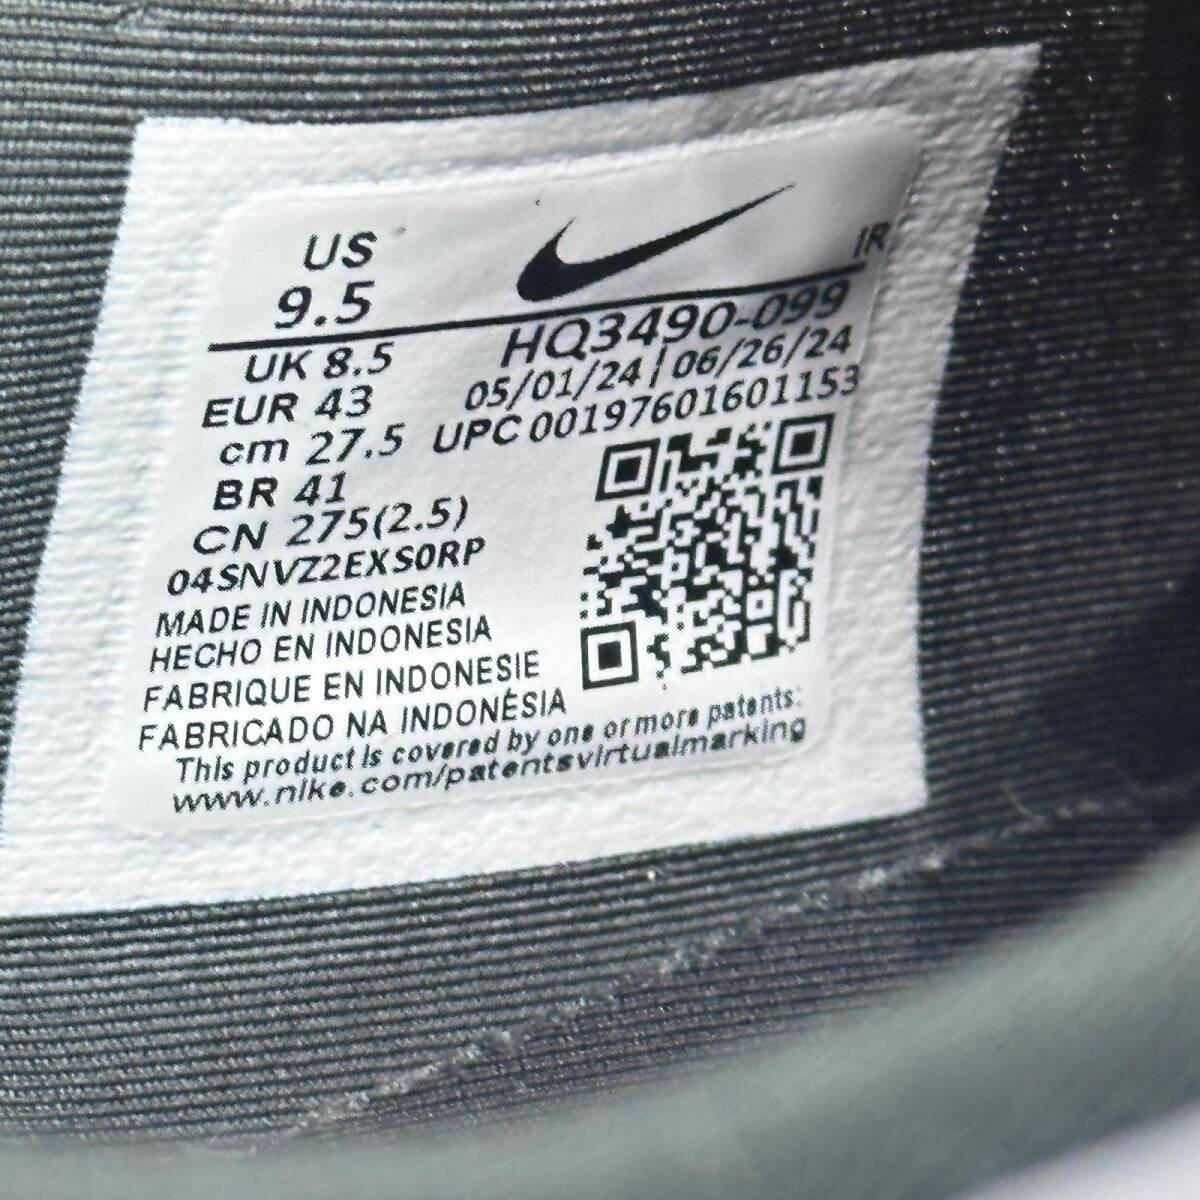 US
9.5
IR
UK 8.5
HQ3490-099
EUR 43
05/01/24 | 06/26/24
cm 27.5
UPC 00197601601153
BR 41
CN 275(2.5)
04SNVZ2EXS0RP
MADE IN INDONESIA
HECHO EN INDONESIA
FABRIQUE EN INDONESIE
FABRICADO NA INDONÉSIA
This product is covered by one or more patents:
www.nike.com/patentsvirtualmarking